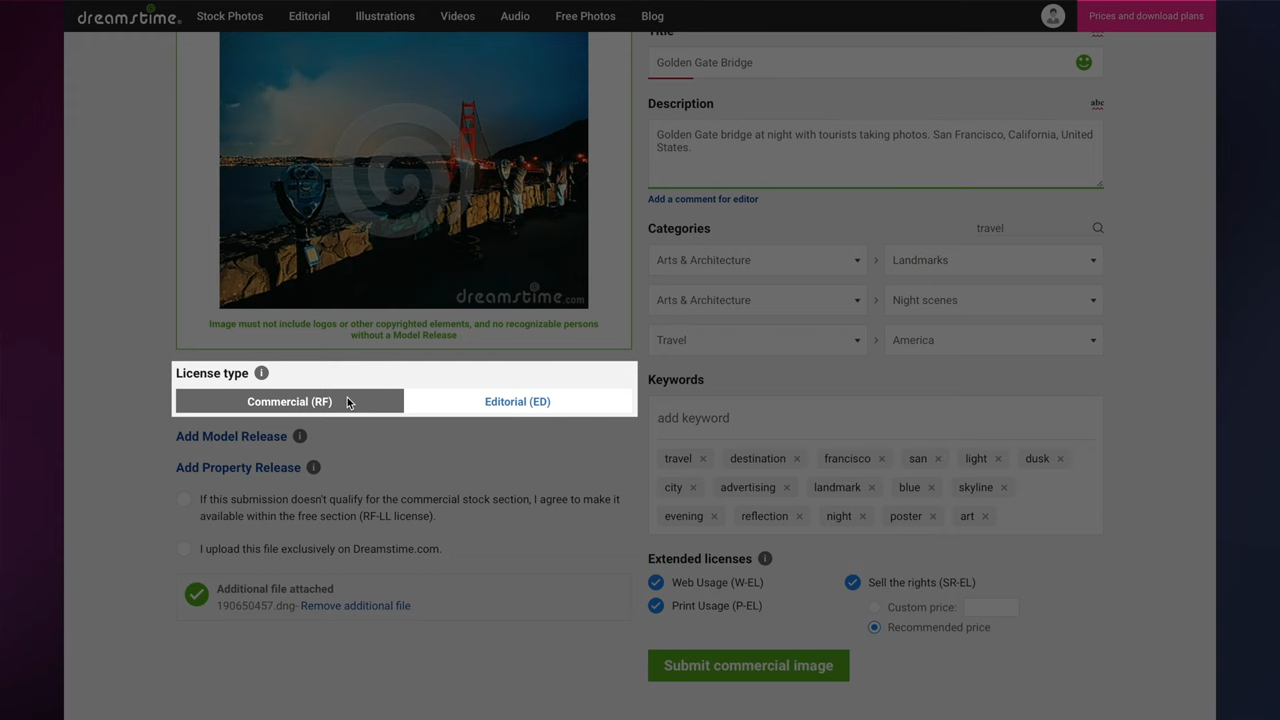 dreamstime.
Stock Photos
Editorial
Illustrations
Videos
Audio
Free Photos
Blog
Prices and download plans
Title
Golden Gate Bridge
Description
abc
Golden Gate bridge at night with tourists taking photos. San Francisco, California, United
States.
Add a comment for editor
dreamstime.com
Image must not include logos or other copyrighted elements, and no recognizable persons
without a Model Release
License type i
Commercial (RF)
Editorial (ED)
Add Model Release i
Add Property Release i
If this submission doesn't qualify for the commercial stock section, I agree to make it
available within the free section (RF-LL license).
I upload this file exclusively on Dreamstime.com.
Additional file attached
190650457.dng- Remove additional file
Categories
travel
Arts & Architecture > Landmarks
Arts & Architecture > Night scenes
Travel > America
Keywords
add keyword
travel × destination × francisco × san × light × dusk ×
city × advertising × landmark × blue × skyline ×
evening × reflection × night × poster × art ×
Extended licenses i
Web Usage (W-EL)
Sell the rights (SR-EL)
Print Usage (P-EL)
Custom price:
Recommended price
Submit commercial image